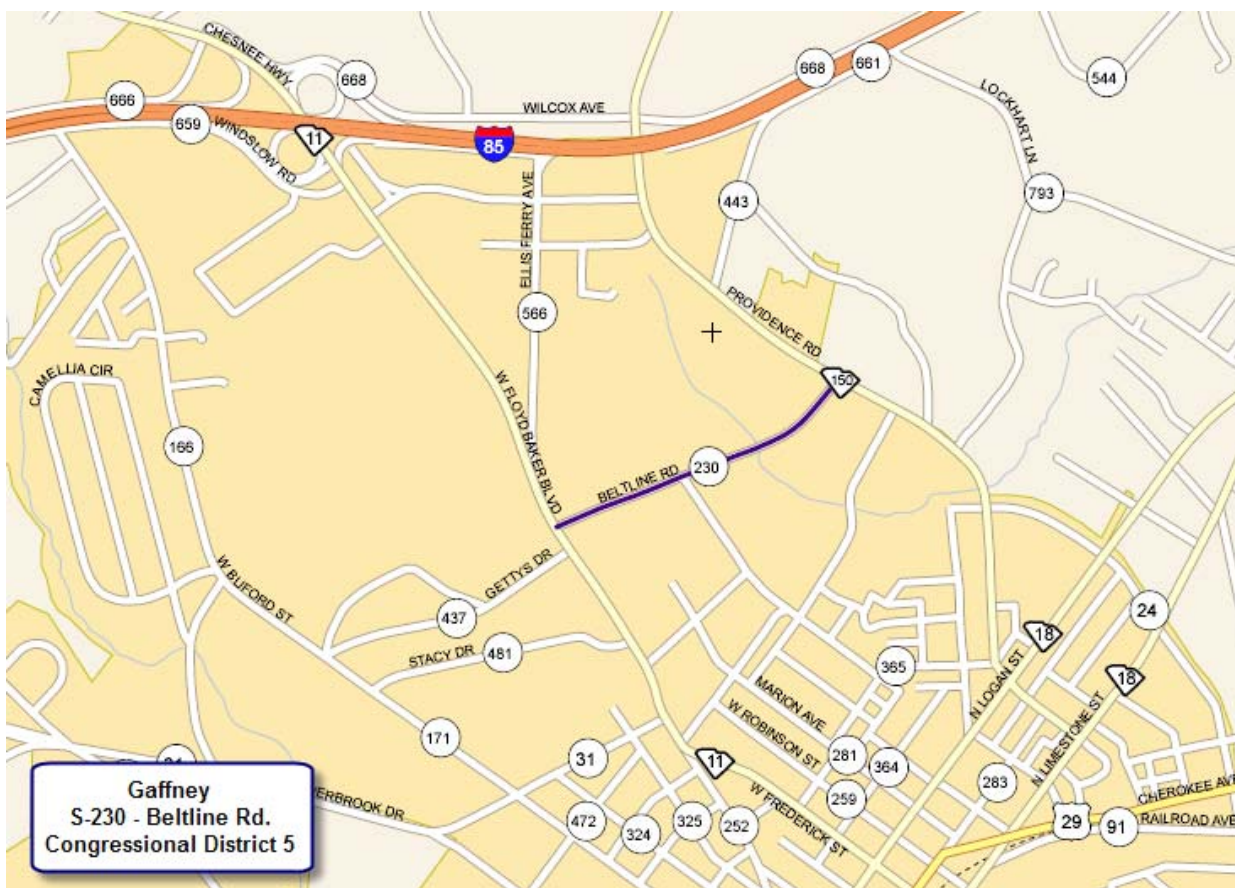 CHESNEE HWY
668
668
661
544
666
659
WINDSLOW RD
11
WILCOX AVE
85
LOCKHART LN
793
443
ELLIS FERRY AVE
566
PROVIDENCE RD
150
CAMELLIA CIR
166
W FLOYD BAKER BLVD
BELTLINE RD
230
W BUFORD ST
GETTYS DR
437
STACY DR
481
24
18
18
365
MARION AVE
W ROBINSON ST
N LOGAN ST
N LIMESTONE ST
171
31
11
281
364
283
259
W FREDERICK ST
CHEROKEE AVE
29
91
RAILROAD AVE
472
324
325
252
ERBROOK DR
Gaffney
S-230 - Beltline Rd.
Congressional District 5